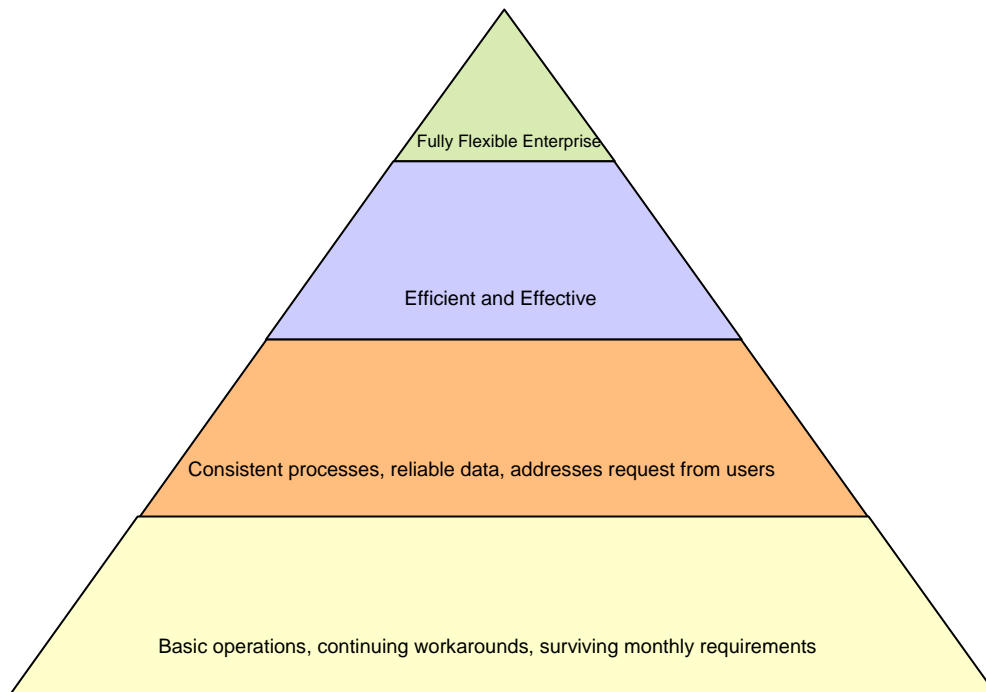 Fully Flexible Enterprise
Efficient and Effective
Consistent processes, reliable data, addresses request from users
Basic operations, continuing workarounds, surviving monthly requirements